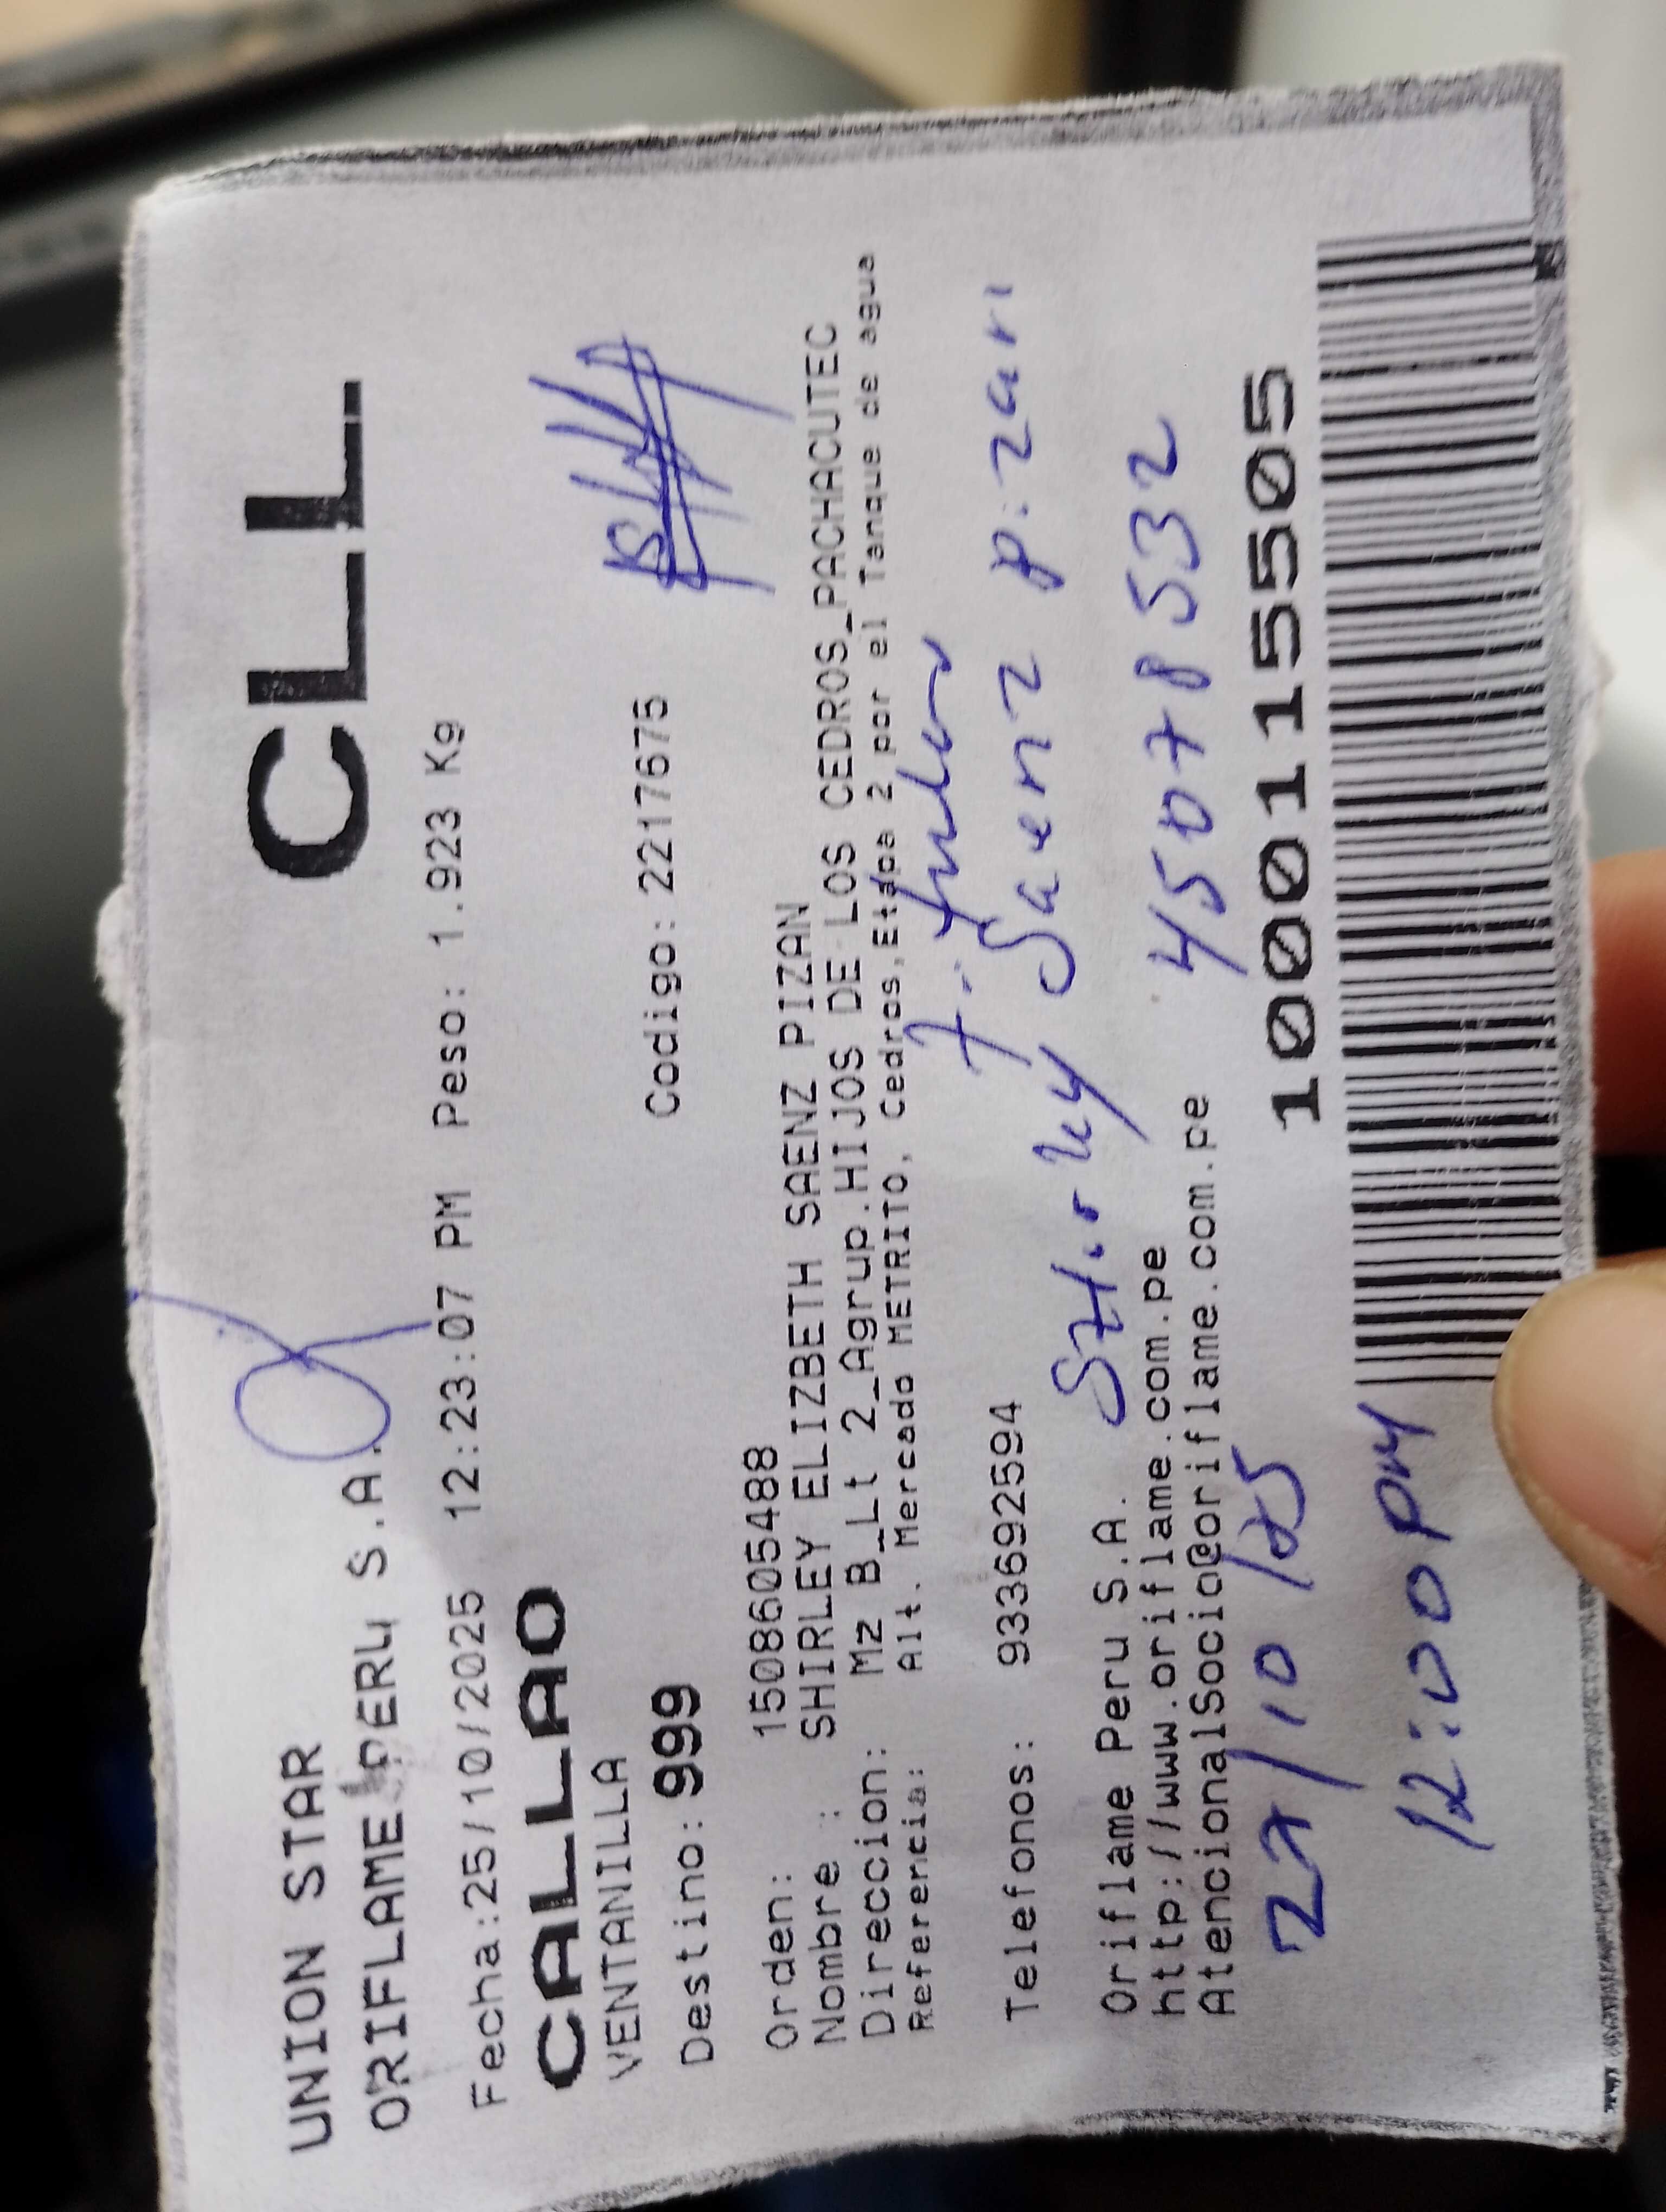 UNION STAR
ORIFLAME PERU S.A.
CLL
Fecha:25/10/2025 12:23:07 PM Peso: 1.923 Kg
CALLAO
VENTANILLA
Destino: 999 Codigo: 2217675
Orden: 1508605488
Nombre : SHIRLEY ELIZBETH SAENZ PIZAN
Direccion: Mz B_Lt 2_Agrup.HIJOS DE LOS CEDROS_PACHACUTEC
Referencia: Alt. Mercado METRITO, Cedros,Etapa 2 por el Tanque de agua
Saenz
Telefonos: 933692594
45078532
Oriflame Peru S.A.
http://www.oriflame.com.pe
AtencionalSocio@oriflame.com.pe
1000115505
27/10/25
12:00 pm